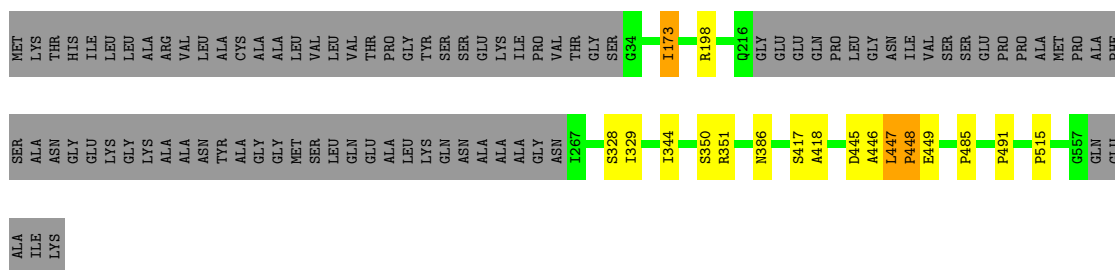 MET LYS THR HIS ILE LEU LEU ALA ARG VAL LEU ALA CYS ALA ALA LEU VAL LEU VAL THR PRO GLY TYR SER SER GLU LYS ILE PRO VAL THR GLY SER G34 I173 R198 Q216 GLY GLU GLU GLN PRO LEU GLY ASN ILE VAL SER SER GLU PRO PRO ALA MET PRO ALA PHE
SER ALA ASN GLY GLU LYS GLY LYS ALA ALA ASN TYR ALA GLY GLY MET SER LEU GLN GLU ALA LEU LYS GLN ASN ALA ALA ALA GLY ASN I267 S328 I329 I344 S350 R351 N386 S417 A418 D445 A446 L447 P448 E449 P485 P491 P515 G557 GLN GLU
ALA ILE LYS